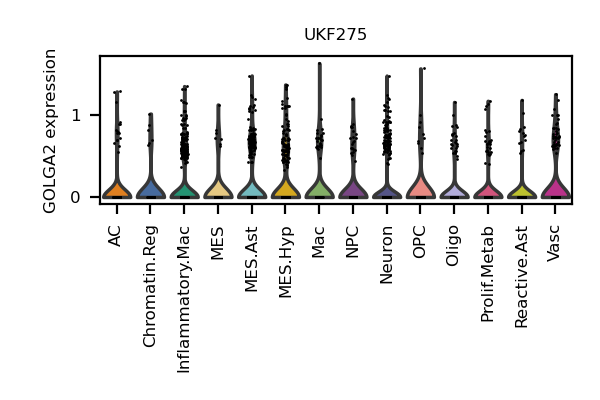 UKF275
GOLGA2 expression
1
0
AC
Chromatin.Reg
Inflammatory.Mac
MES
MES.Ast
MES.Hyp
Mac
NPC
Neuron
OPC
Oligo
Prolif.Metab
Reactive.Ast
Vasc